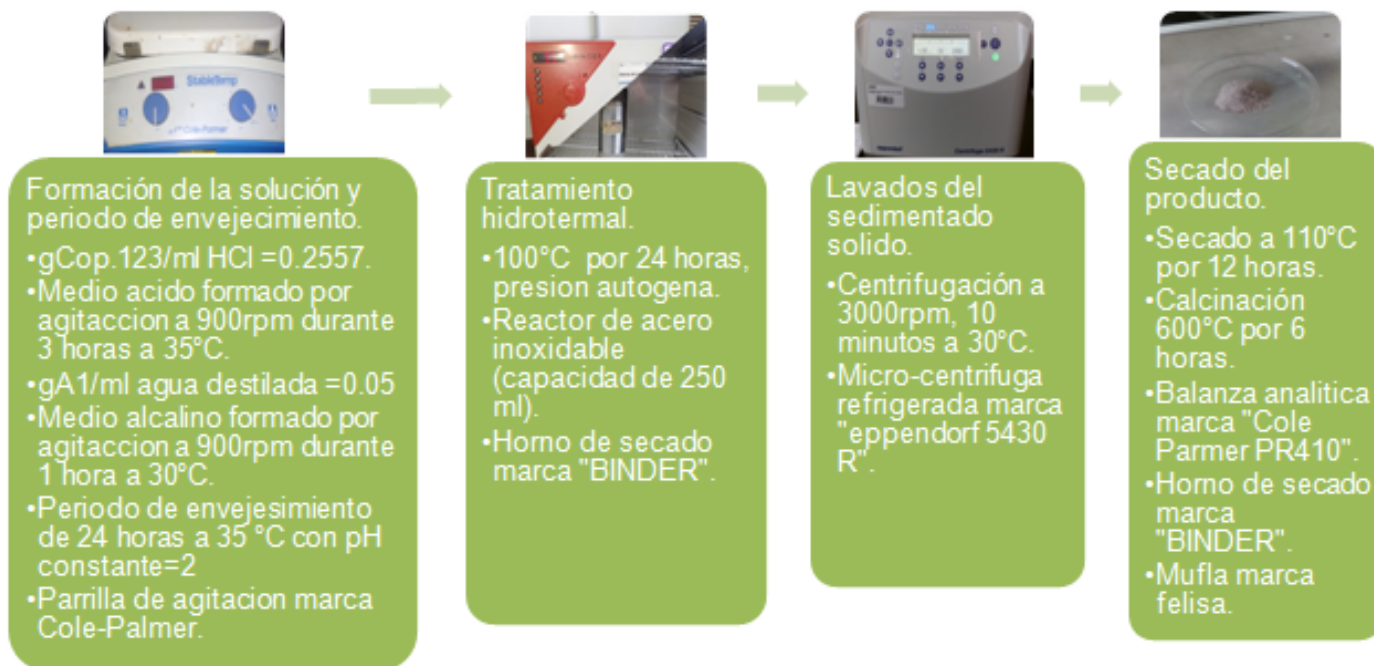 StableTemp
Cole-Parmer
BINDER
Formación de la solución y
periodo de envejecimiento.
•gCop.123/ml HCl =0.2557.
•Medio acido formado por
agitaccion a 900rpm durante
3 horas a 35°C.
•gA1/ml agua destilada =0.05
•Medio alcalino formado por
agitaccion a 900rpm durante
1 hora a 30°C.
•Periodo de envejesimiento
de 24 horas a 35 °C con pH
constante=2
•Parrilla de agitacion marca
Cole-Palmer.
Tratamiento
hidrotermal.
•100°C por 24 horas,
presion autogena.
•Reactor de acero
inoxidable
(capacidad de 250
ml).
•Horno de secado
marca "BINDER".
Lavados del
sedimentado
solido.
•Centrifugación a
3000rpm, 10
minutos a 30°C.
•Micro-centrifuga
refrigerada marca
"eppendorf 5430
R".
Secado del
producto.
•Secado a 110°C
por 12 horas.
•Calcinación
600°C por 6
horas.
•Balanza analitica
marca "Cole
Parmer PR410".
•Horno de secado
marca
"BINDER".
•Mufla marca
felisa.